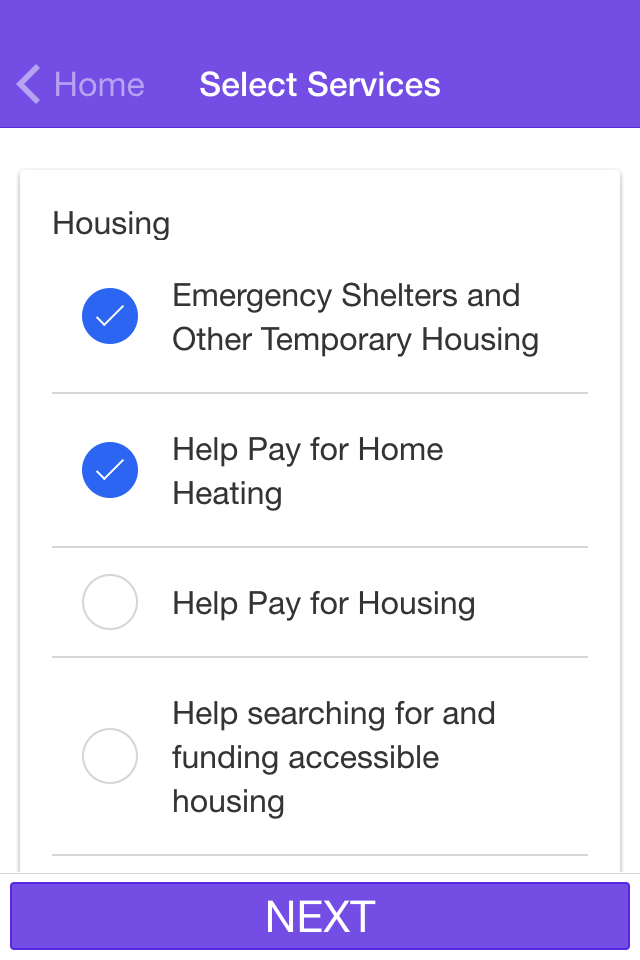 Home
Select Services
Housing
Emergency Shelters and
Other Temporary Housing
Help Pay for Home
Heating
Help Pay for Housing
Help searching for and
funding accessible
housing
NEXT